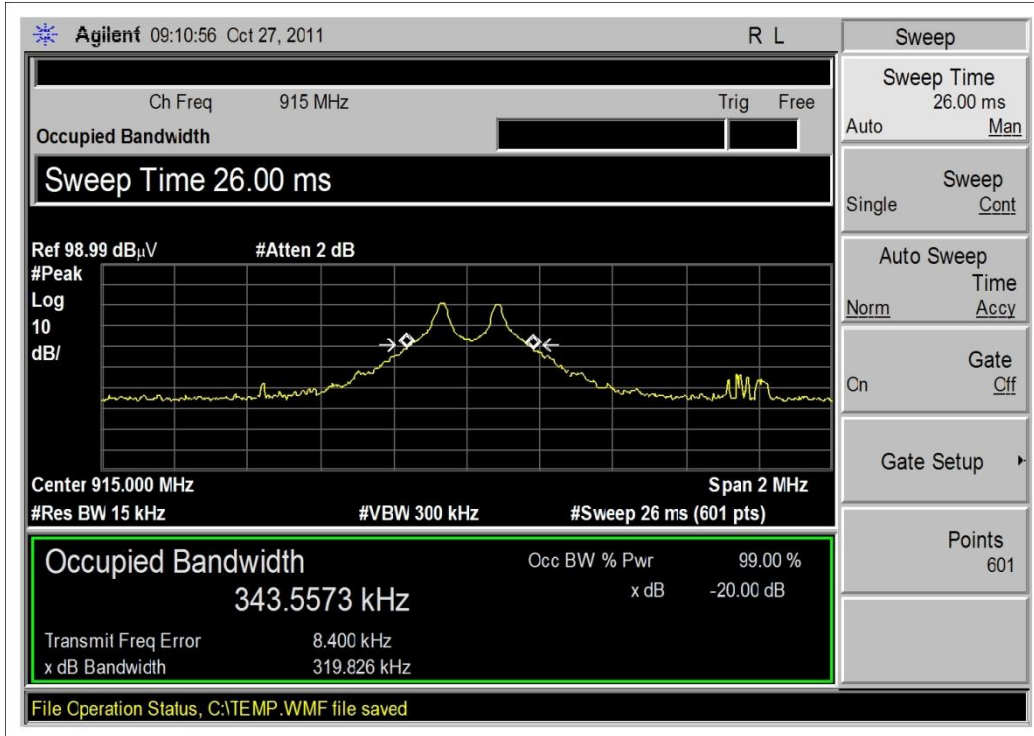 Agilent 09:10:56 Oct 27, 2011 R L
Sweep
Ch Freq 915 MHz Trig Free
Occupied Bandwidth
Sweep Time 26.00 ms
Sweep Time
26.00 ms
Auto Man
Sweep
Single Cont
Auto Sweep
Time
Norm Accy
Gate
On Off
Gate Setup
Points
601
Ref 98.99 dBµV #Atten 2 dB
#Peak
Log
10
dB/
Center 915.000 MHz Span 2 MHz
#Res BW 15 kHz #VBW 300 kHz #Sweep 26 ms (601 pts)
Occupied Bandwidth
343.5573 kHz
Occ BW % Pwr 99.00 %
x dB -20.00 dB
Transmit Freq Error 8.400 kHz
x dB Bandwidth 319.826 kHz
File Operation Status, C:\TEMP.WMF file saved